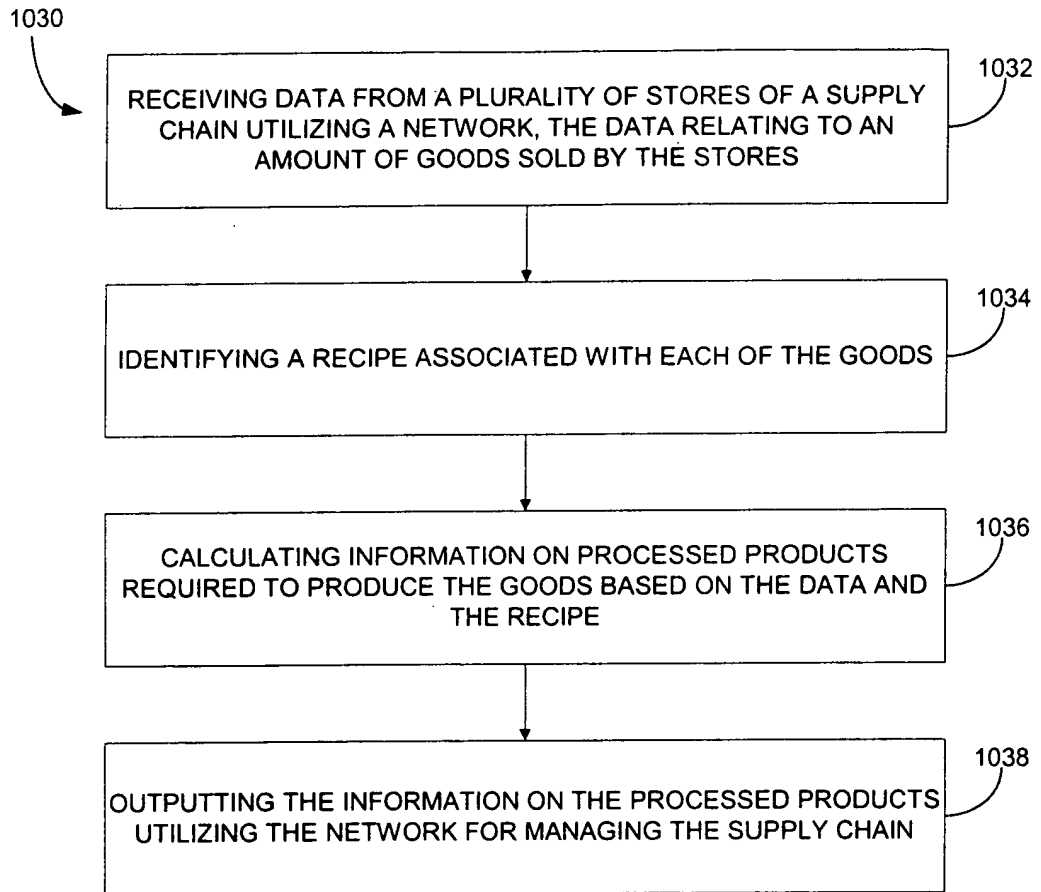 1030
1032
RECEIVING DATA FROM A PLURALITY OF STORES OF A SUPPLY
CHAIN UTILIZING A NETWORK, THE DATA RELATING TO AN
AMOUNT OF GOODS SOLD BY THE STORES
1034
IDENTIFYING A RECIPE ASSOCIATED WITH EACH OF THE GOODS
1036
CALCULATING INFORMATION ON PROCESSED PRODUCTS
REQUIRED TO PRODUCE THE GOODS BASED ON THE DATA AND
THE RECIPE
1038
OUTPUTTING THE INFORMATION ON THE PROCESSED PRODUCTS
UTILIZING THE NETWORK FOR MANAGING THE SUPPLY CHAIN